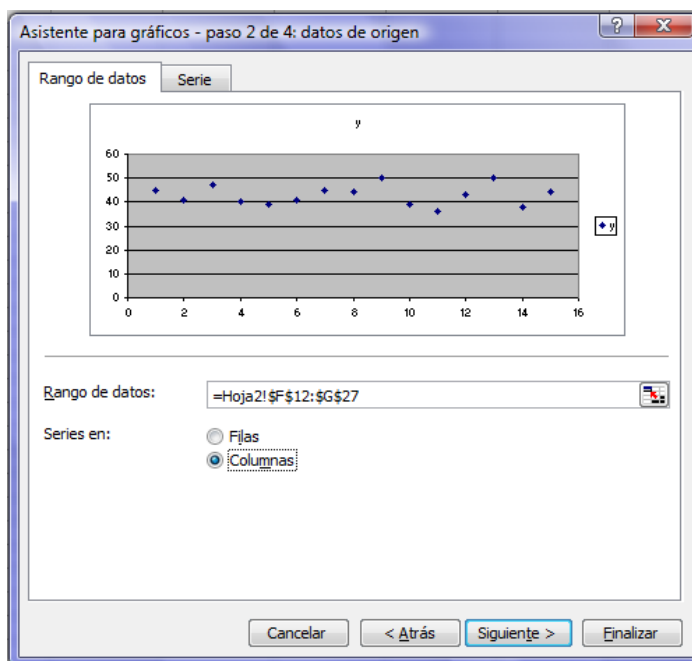 Asistente para gráficos - paso 2 de 4: datos de origen
?
X
Rango de datos
Serie
y
60
50
40
30
20
10
0
0 2 4 6 8 10 12 14 16
y
Rango de datos:
=Hoja2!$F$12:$G$27
Series en:
Filas
Columnas
Cancelar
< Atrás
Siguiente >
Finalizar